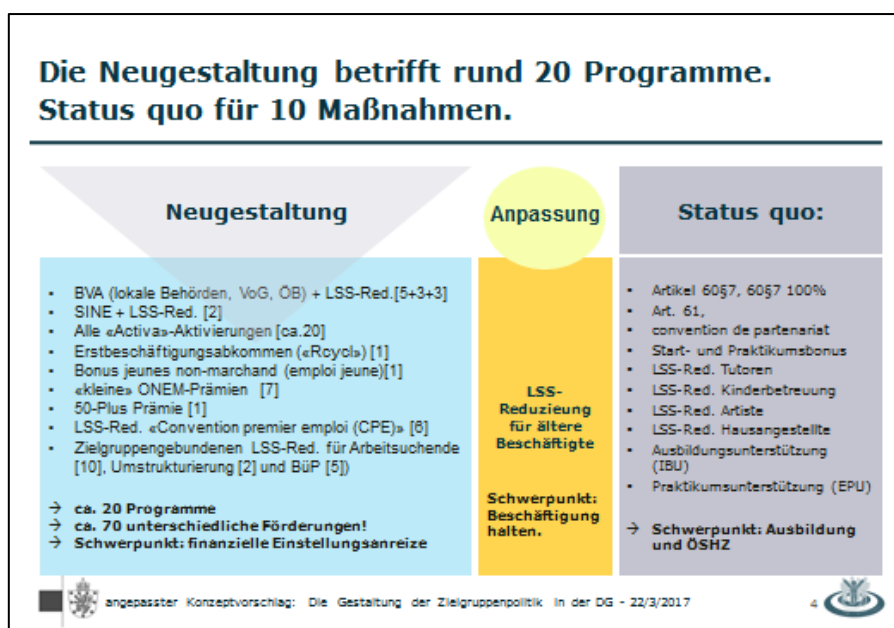 Die Neugestaltung betrifft rund 20 Programme.
Status quo für 10 Maßnahmen.
Neugestaltung
• BVA (lokale Behörden, VoG, ÖB) + LSS-Red.[5+3+3]
• SINE + LSS-Red. [2]
• Alle «Activa»-Aktivierungen [ca.20]
• Erstbeschäftigungsabkommen («Rcycl») [1]
• Bonus jeunes non-marchand (emploi jeune)[1]
• «kleine» ONEM-Prämien [7]
• 50-Plus Prämie [1]
• LSS-Red. «Convention premier emploi (CPE)» [6]
• Zielgruppengebundenen LSS-Red. für Arbeitsuchende
[10], Umstrukturierung [2] und BüP [5])
→ ca. 20 Programme
→ ca. 70 unterschiedliche Förderungen!
→ Schwerpunkt: finanzielle Einstellungsanreize
Anpassung
LSS-
Reduzieung
für ältere
Beschäftigte
Schwerpunkt:
Beschäftigung
halten.
Status quo:
• Artikel 60§7, 60§7 100%
• Art. 61,
• convention de partenariat
• Start- und Praktikumsbonus
• LSS-Red. Tutoren
• LSS-Red. Kinderbetreuung
• LSS-Red. Artiste
• LSS-Red. Hausangestellte
• Ausbildungsunterstützung
(IBU)
• Praktikumsunterstützung (EPU)
→ Schwerpunkt: Ausbildung
und ÖSHZ
angepasster Konzeptvorschlag: Die Gestaltung der Zielgruppenpolitik in der DG - 22/3/2017
4